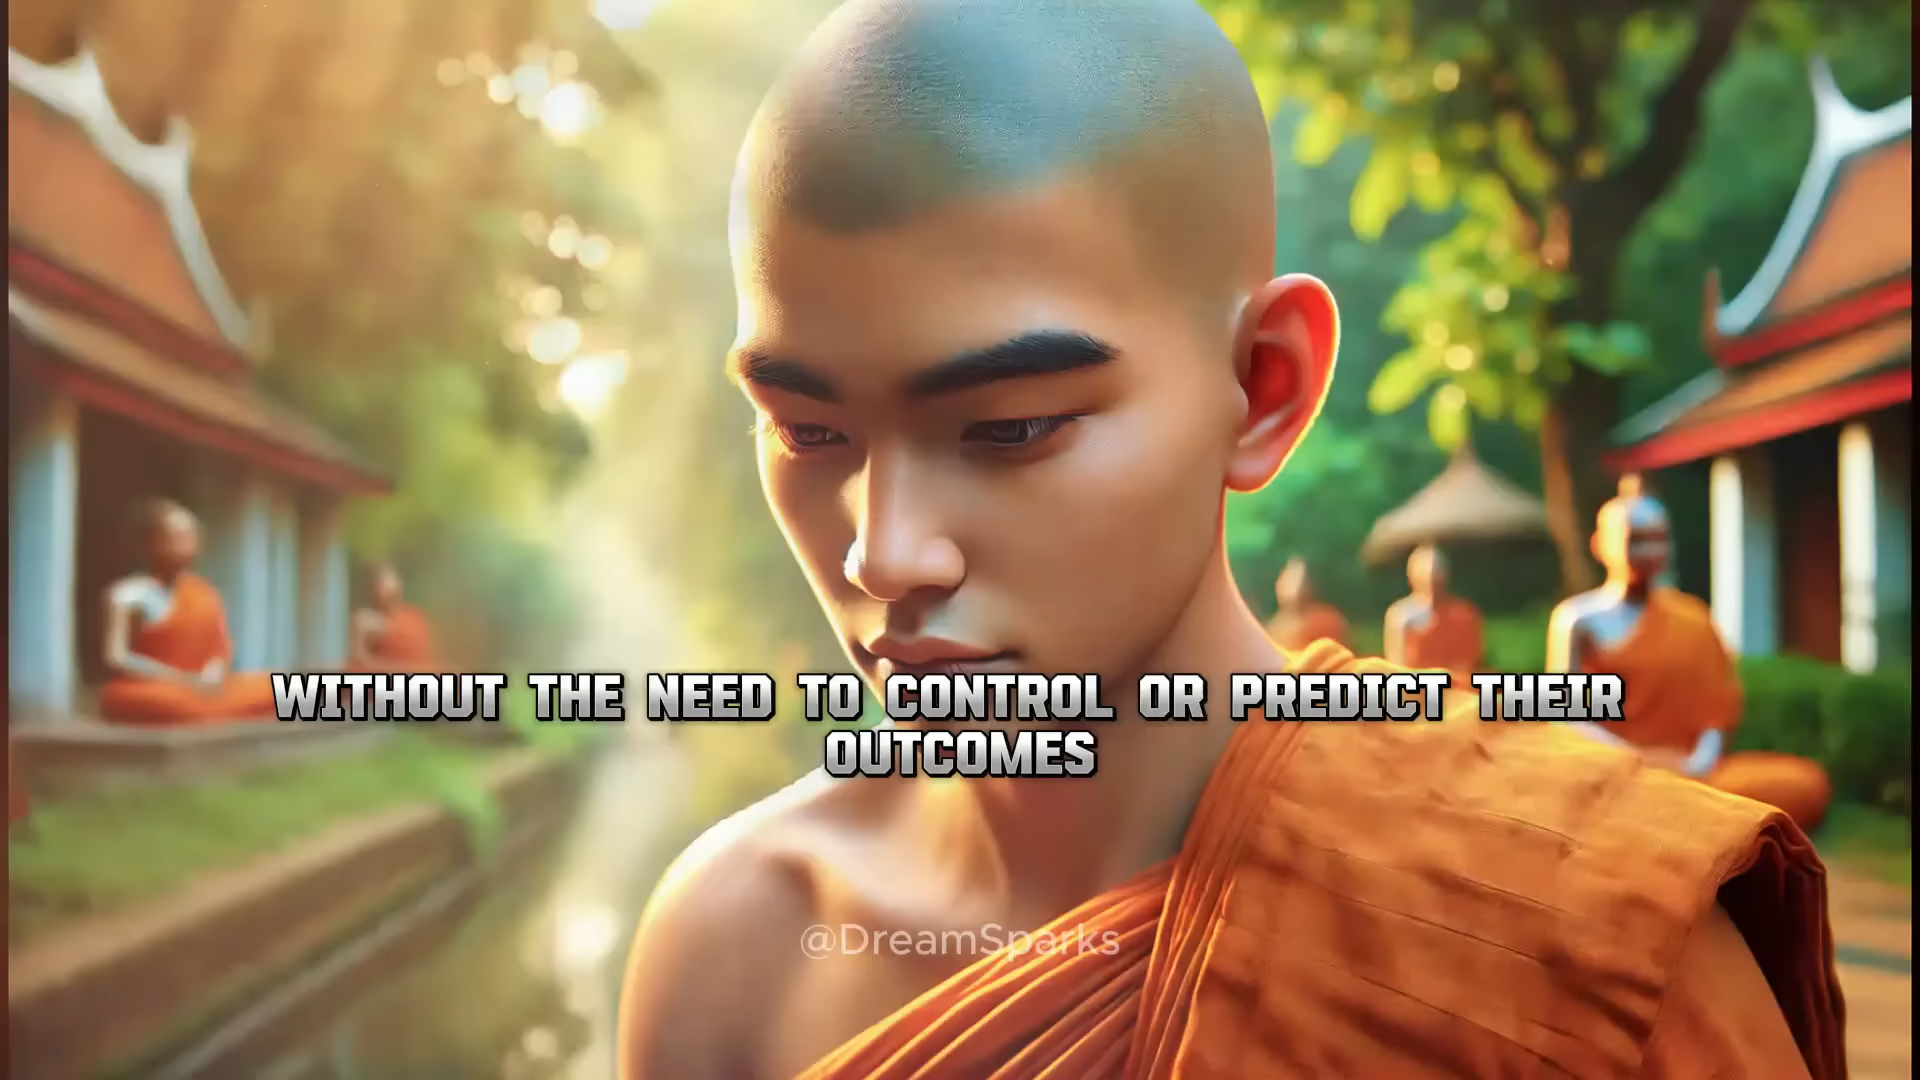 WITHOUT THE NEED TO CONTROL OR PREDICT THEIR
OUTCOMES
@DreamSparks